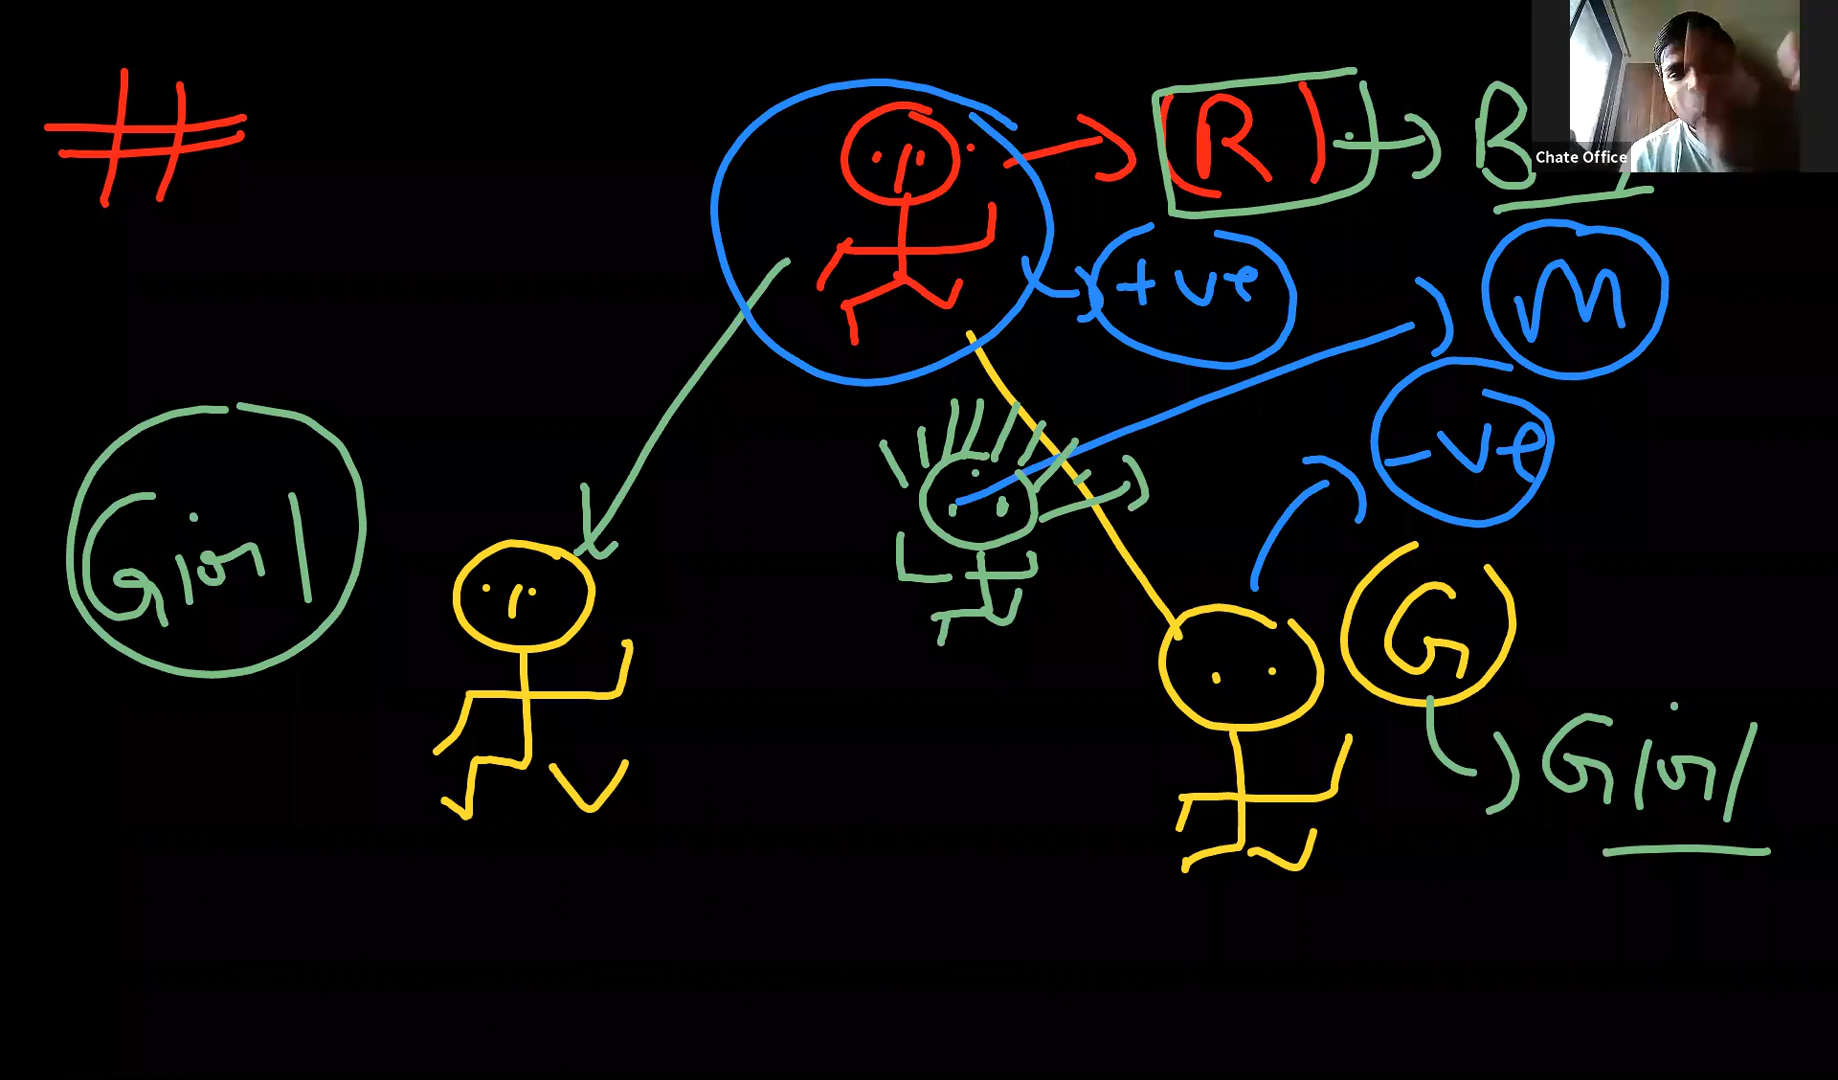 #
(R)
B
Chate Office
+ve
M
-ve
Girl
G
Girl